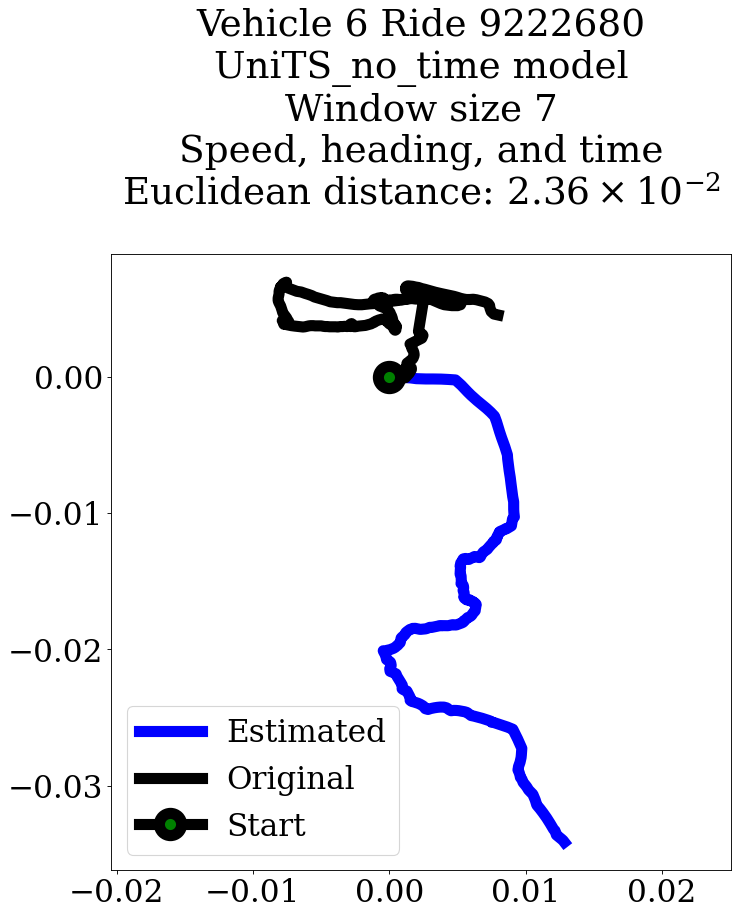 Vehicle 6 Ride 9222680
UniTS_no_time model
Window size 7
Speed, heading, and time
Euclidean distance: 2.36 × 10⁻²
0.00
−0.01
−0.02
−0.03
Estimated
Original
Start
−0.02 −0.01 0.00 0.01 0.02